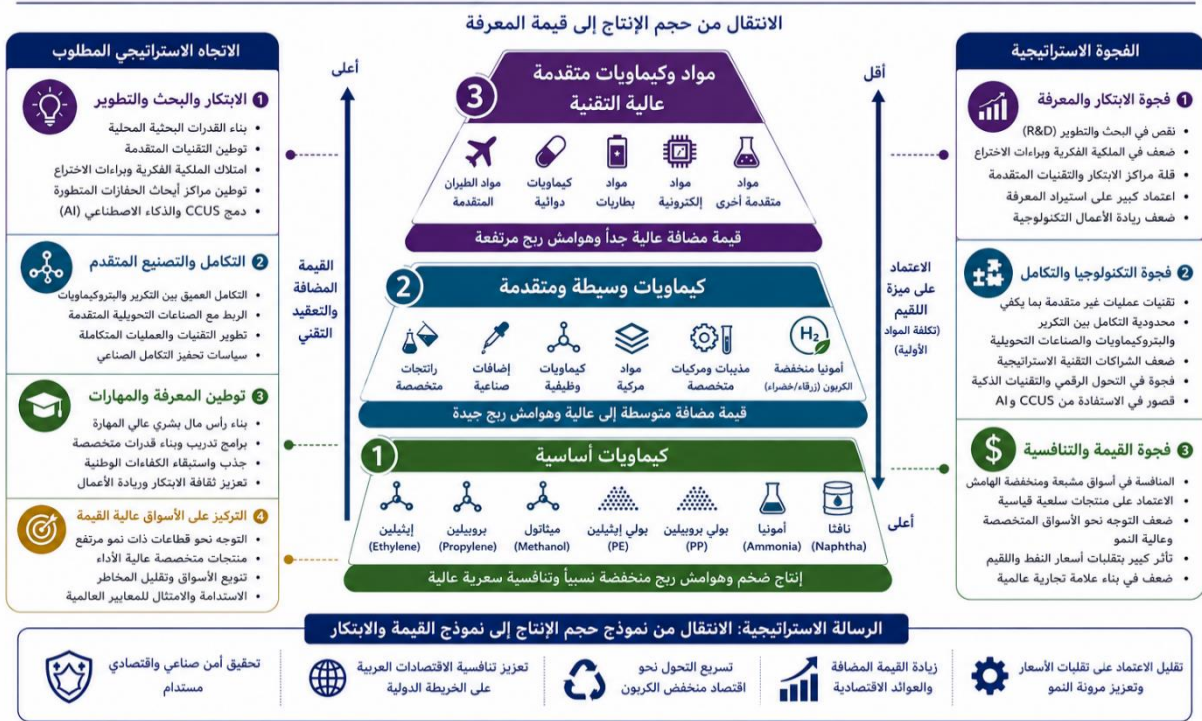 الانتقال من حجم الإنتاج إلى قيمة المعرفة
الفجوة الاستراتيجية
1 فجوة الابتكار والمعرفة
• نقص في البحث والتطوير (R&D)
• ضعف في الملكية الفكرية وبراءات الاختراع
• قلة مراكز الابتكار والتقنيات المتقدمة
• اعتماد كبير على استيراد المعرفة
• ضعف ريادة الأعمال التكنولوجية
2 فجوة التكنولوجيا والتكامل
• تقنيات عمليات غير متقدمة بما يكفي
• محدودية التكامل بين التكرير
والبتروكيماويات والصناعات التحويلية
• ضعف الشراكات التقنية الاستراتيجية
• فجوة في التحول الرقمي والتقنيات الذكية
• قصور في الاستفادة من CCUS و AI
3 فجوة القيمة والتنافسية
$
• المنافسة في أسواق مشبعة ومنخفضة الهامش
• الاعتماد على منتجات سلعية قياسية
• ضعف التوجه نحو الأسواق المتخصصة
وعالية النمو
• تأثر كبير بتقلبات أسعار النفط واللقيم
• ضعف في بناء علامة تجارية عالمية
أقل
الاعتماد
على ميزة
اللقيم
(تكلفة المواد
الأولية)
أعلى
3
مواد وكيماويات متقدمة
عالية التقنية
مواد
متقدمة أخرى
مواد
إلكترونية
مواد
بطاريات
كيماويات
دوائية
مواد الطيران
المتقدمة
قيمة مضافة عالية جداً وهوامش ربح مرتفعة
2
كيماويات وسيطة ومتقدمة
H₂
أمونيا منخفضة
الكربون (زرقاء/خضراء)
مذيبات ومركبات
متخصصة
مواد
مركبة
كيماويات
وظيفية
إضافات
صناعية
راتنجات
متخصصة
قيمة مضافة متوسطة إلى عالية وهوامش ربح جيدة
1
كيماويات أساسية
نافثا
(Naphtha)
أمونيا
(Ammonia)
بولي بروبيلين
(PP)
بولي إيثيلين
(PE)
ميثانول
(Methanol)
بروبيلين
(Propylene)
إيثيلين
(Ethylene)
إنتاج ضخم وهوامش ربح منخفضة نسبياً وتنافسية سعرية عالية
أعلى
القيمة
المضافة
والتعقيد
التقني
الاتجاه الاستراتيجي المطلوب
1 الابتكار والبحث والتطوير
• بناء القدرات البحثية المحلية
• توطين التقنيات المتقدمة
• امتلاك الملكية الفكرية وبراءات الاختراع
• توطين مراكز أبحاث الحفازات المتطورة
• دمج CCUS والذكاء الاصطناعي (AI)
2 التكامل والتصنيع المتقدم
• التكامل العميق بين التكرير والبتروكيماويات
• الربط مع الصناعات التحويلية المتقدمة
• تطوير التقنيات والعمليات المتكاملة
• سياسات تحفيز التكامل الصناعي
3 توطين المعرفة والمهارات
• بناء رأس مال بشري عالي المهارة
• برامج تدريب وبناء قدرات متخصصة
• جذب واستبقاء الكفاءات الوطنية
• تعزيز ثقافة الابتكار وريادة الأعمال
4 التركيز على الأسواق عالية القيمة
• التوجه نحو قطاعات ذات نمو مرتفع
• منتجات متخصصة عالية الأداء
• تنويع الأسواق وتقليل المخاطر
• الاستدامة والامتثال للمعايير العالمية
الرسالة الاستراتيجية: الانتقال من نموذج حجم الإنتاج إلى نموذج القيمة والابتكار
تقليل الاعتماد على تقلبات الأسعار
وتعزيز مرونة النمو
زيادة القيمة المضافة
والعوائد الاقتصادية
تسريع التحول نحو
اقتصاد منخفض الكربون
تعزيز تنافسية الاقتصادات العربية
على الخريطة الدولية
تحقيق أمن صناعي واقتصادي
مستدام